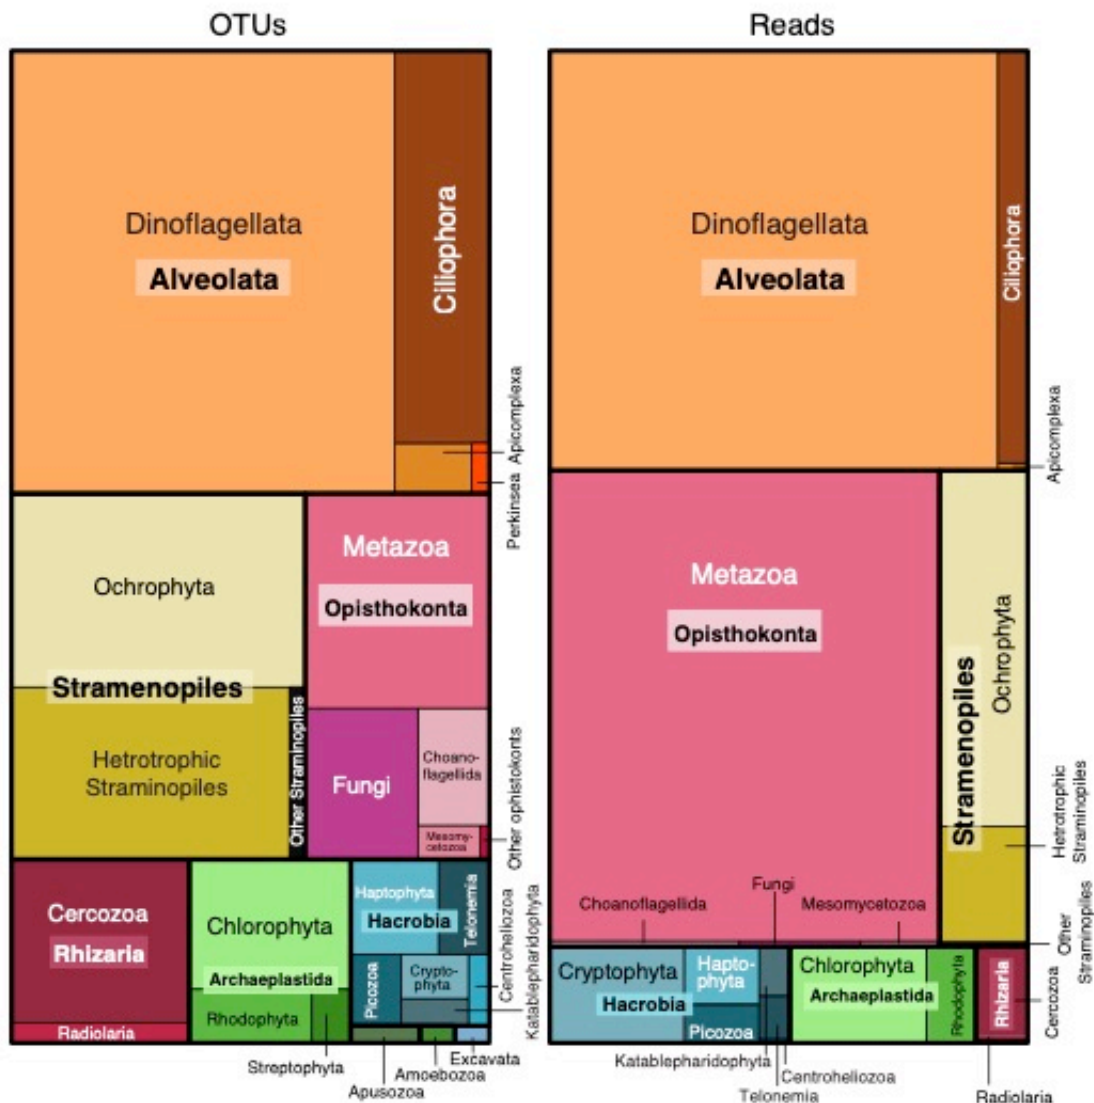 OTUs
Dinoflagellata
Alveolata
Ciliophora
Apicomplexa
Perkinsea
Ochrophyta
Stramenopiles
Hetrotrophic
Straminopiles
Other Straminopiles
Metazoa
Opisthokonta
Fungi
Choano-
flagellida
Mesomy-
cetozoa
Other ophistokonts
Cercozoa
Rhizaria
Radiolaria
Chlorophyta
Archaeplastida
Rhodophyta
Streptophyta
Haptophyta
Hacrobia
Telonemia
Picozoa
Crypto-
phyta
Centroheliozoa
Katablepharidophyta
Excavata
Amoebozoa
Apusozoa
Reads
Dinoflagellata
Alveolata
Ciliophora
Apicomplexa
Metazoa
Opisthokonta
Ochrophyta
Stramenopiles
Hetrotrophic
Straminopiles
Fungi
Choanoflagellida
Mesomycetozoa
Other
Straminopiles
Cryptophyta
Hacrobia
Hapto-
phyta
Picozoa
Chlorophyta
Archaeplastida
Rhodophyta
Rhizaria
Cercozoa
Katablepharidophyta
Centroheliozoa
Telonemia
Radiolaria